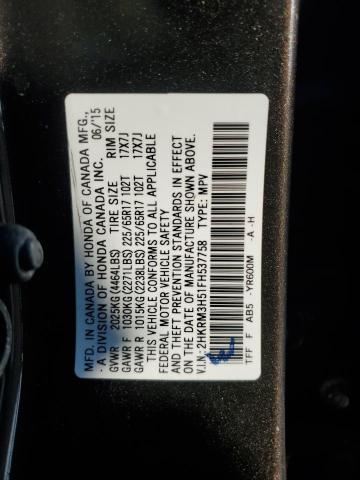 MFD. IN CANADA BY HONDA OF CANADA MFG.,
- A DIVISION OF HONDA CANADA INC. 06/'15
GVWR 2025KG(4464LBS) TIRE SIZE RIM SIZE
GAWR F 1030KG(2271LBS) 225/65R17 102T 17X7J
GAWR R 1015KG(2238LBS) 225/65R17 102T 17X7J
THIS VEHICLE CONFORMS TO ALL APPLICABLE
FEDERAL MOTOR VEHICLE SAFETY
AND THEFT PREVENTION STANDARDS IN EFFECT
ON THE DATE OF MANUFACTURE SHOWN ABOVE.
V.I.N.: 2HKRM3H51FH537758 TYPE: MPV
TFF F AB5 -YR600M -A -H